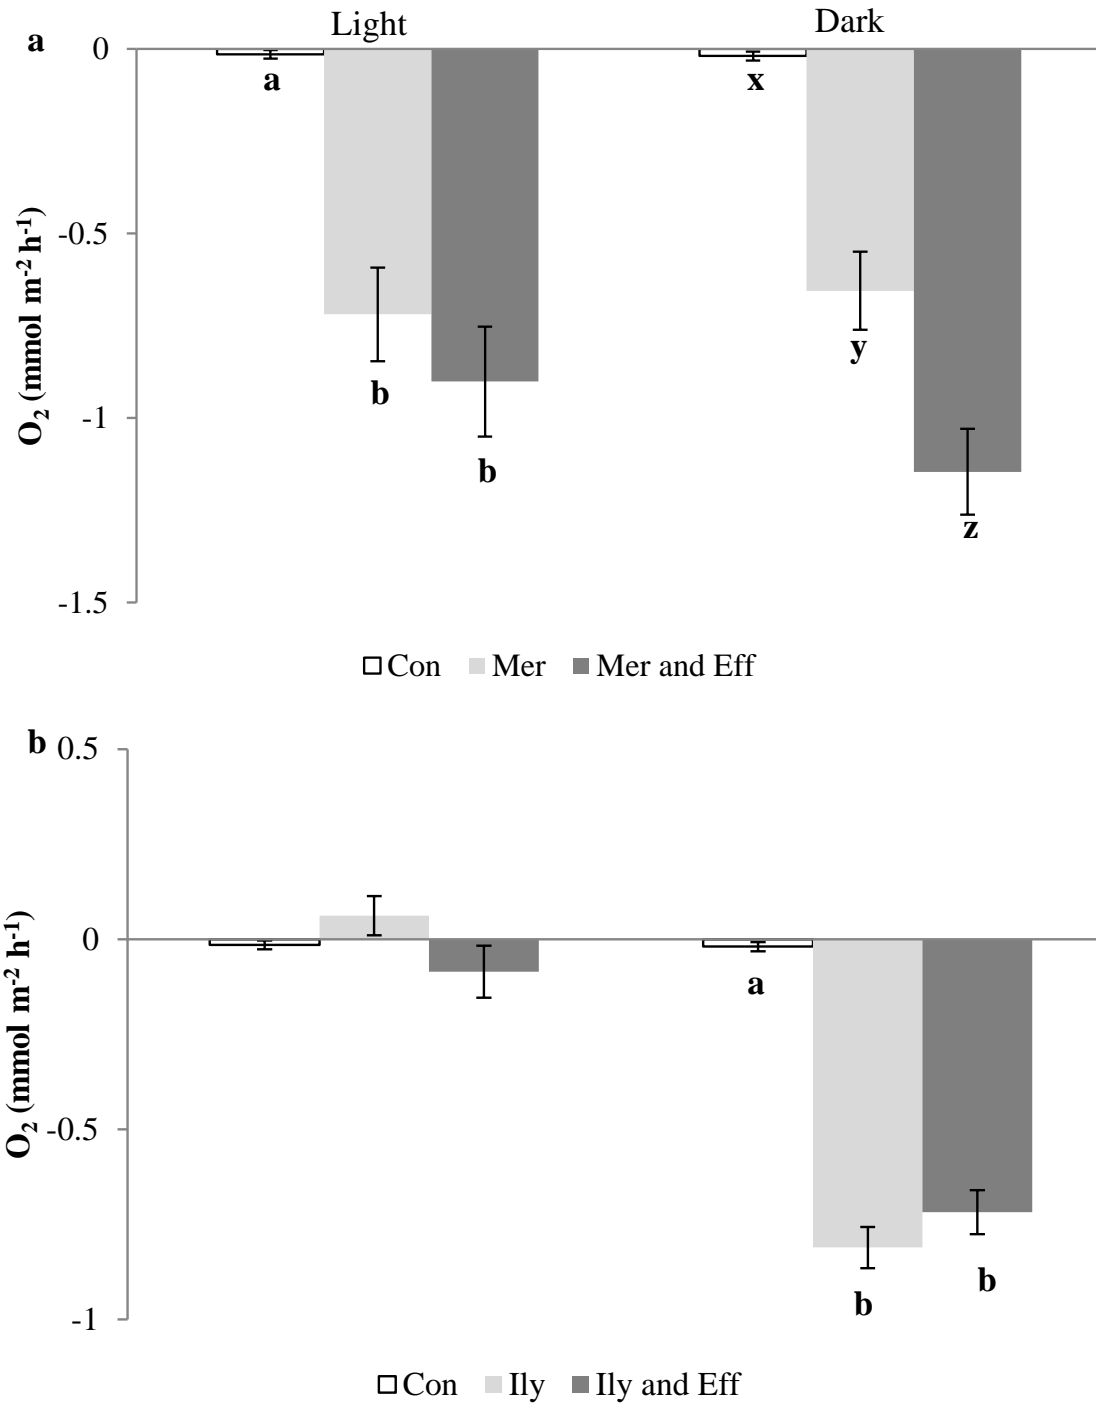 Light Dark
a
0
a x
-0.5
O₂ (mmol m⁻² h⁻¹)
y
b
-1
b
z
-1.5
Con Mer Mer and Eff
b 0.5
0
a
O₂ (mmol m⁻² h⁻¹)
-0.5
b
b
-1
Con Ily Ily and Eff